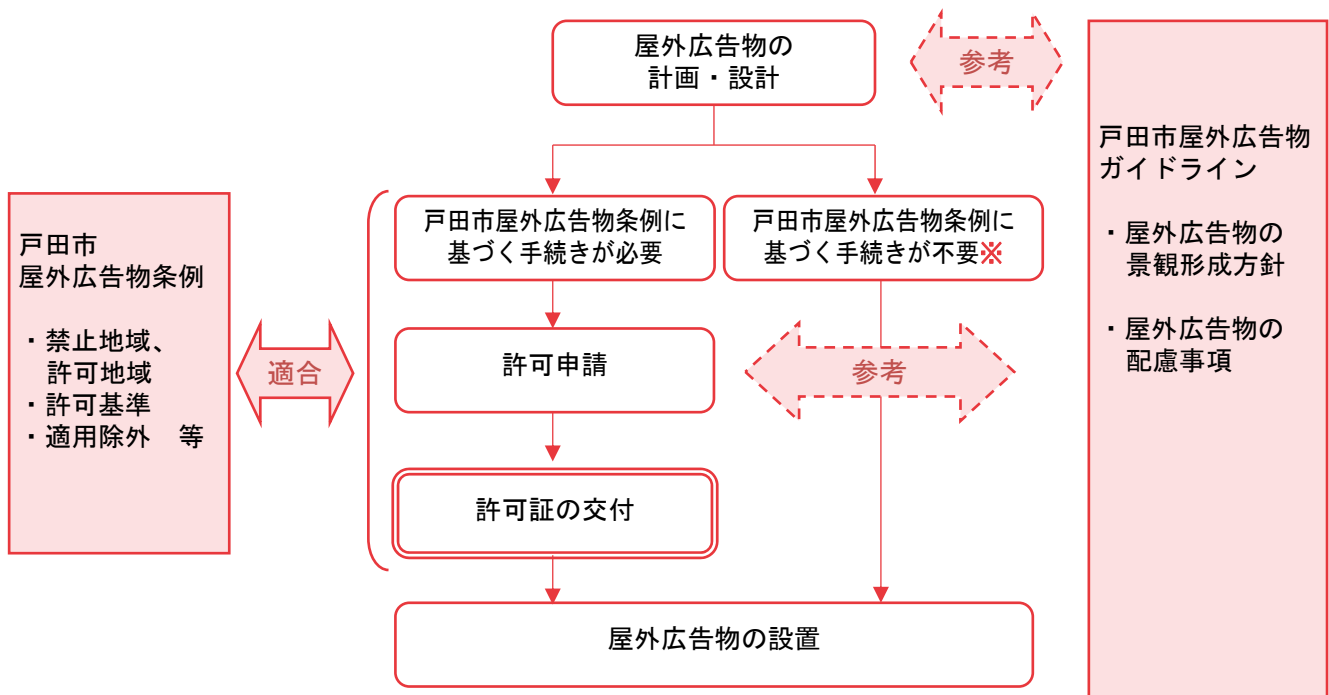 屋外広告物の
計画・設計
参考
戸田市屋外広告物
ガイドライン
・屋外広告物の
景観形成方針
・屋外広告物の
配慮事項
戸田市
屋外広告物条例
・禁止地域、
許可地域
・許可基準
・適用除外　等
適合
戸田市屋外広告物条例に
基づく手続きが必要
戸田市屋外広告物条例に
基づく手続きが不要※
許可申請
参考
許可証の交付
屋外広告物の設置